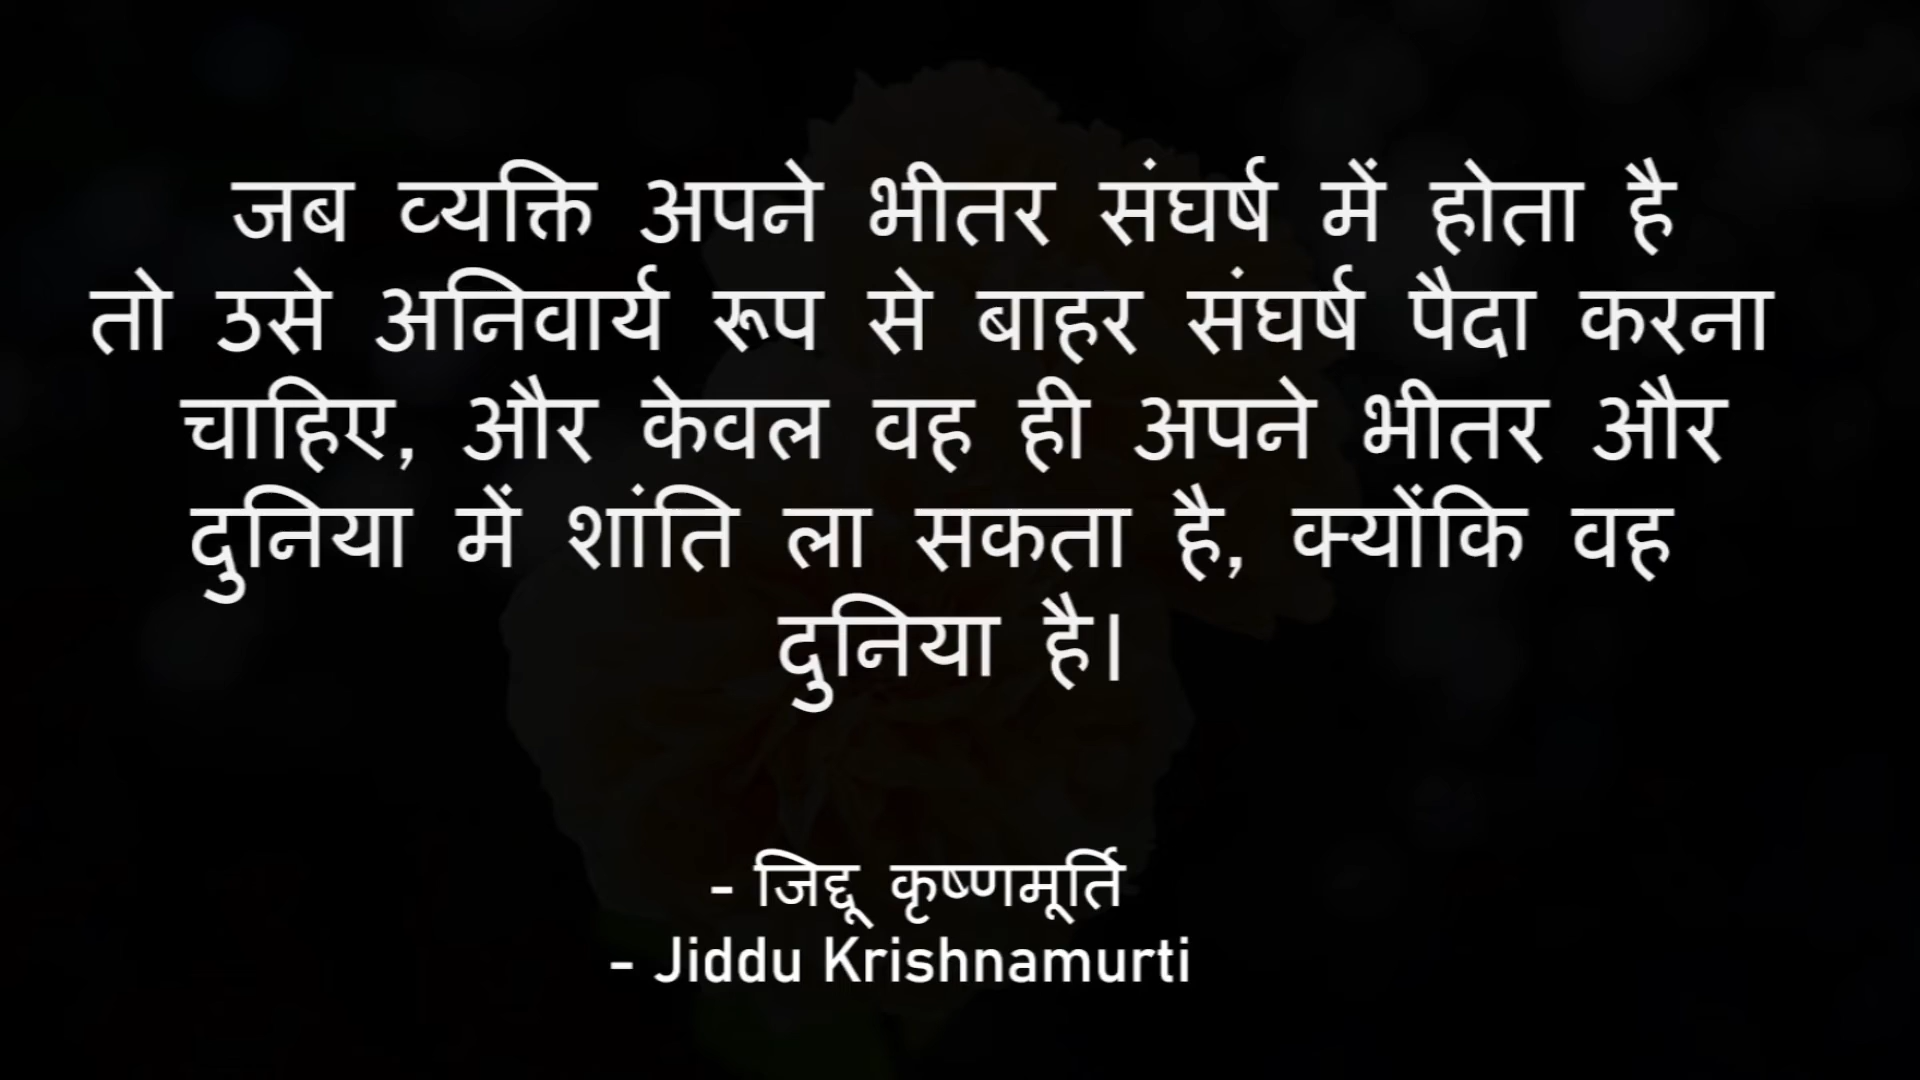 जब व्यक्ति अपने भीतर संघर्ष में होता है
तो उसे अनिवार्य रूप से बाहर संघर्ष पैदा करना
चाहिए, और केवल वह ही अपने भीतर और
दुनिया में शांति ला सकता है, क्योंकि वह
दुनिया है।
- जिद्दू कृष्णमूर्ति
- Jiddu Krishnamurti